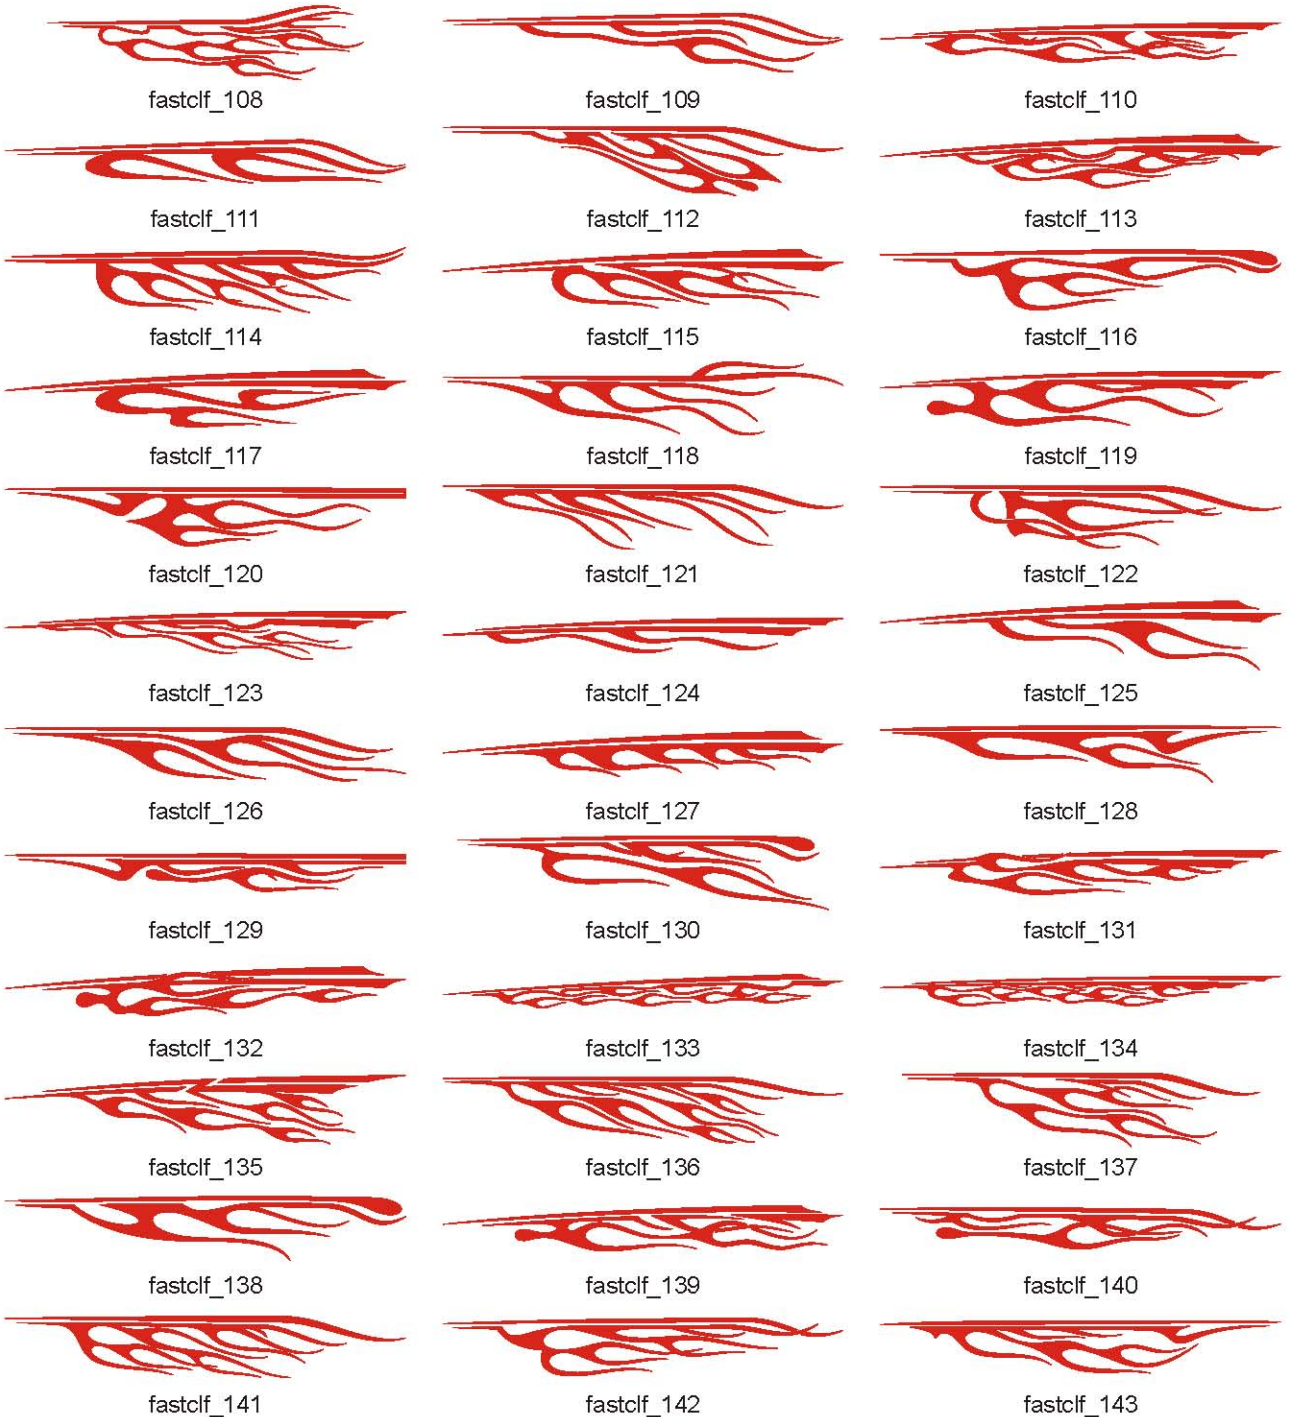 fastclf_108 fastclf_109 fastclf_110
fastclf_111 fastclf_112 fastclf_113
fastclf_114 fastclf_115 fastclf_116
fastclf_117 fastclf_118 fastclf_119
fastclf_120 fastclf_121 fastclf_122
fastclf_123 fastclf_124 fastclf_125
fastclf_126 fastclf_127 fastclf_128
fastclf_129 fastclf_130 fastclf_131
fastclf_132 fastclf_133 fastclf_134
fastclf_135 fastclf_136 fastclf_137
fastclf_138 fastclf_139 fastclf_140
fastclf_141 fastclf_142 fastclf_143